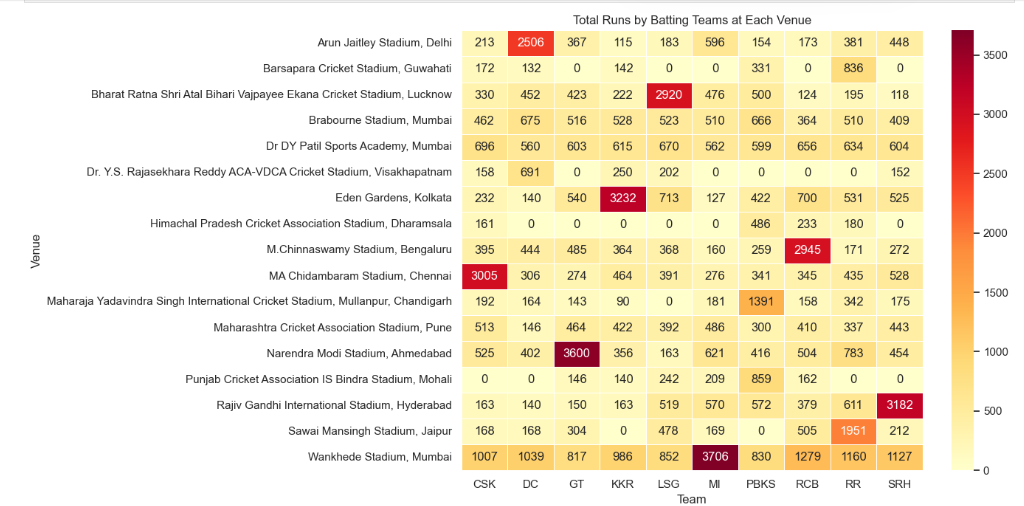 Total Runs by Batting Teams at Each Venue
Arun Jaitley Stadium, Delhi 213 2506 367 115 183 596 154 173 381 448
Barsapara Cricket Stadium, Guwahati 172 132 0 142 0 0 331 0 836 0
Bharat Ratna Shri Atal Bihari Vajpayee Ekana Cricket Stadium, Lucknow 330 452 423 222 2920 476 500 124 195 118
Brabourne Stadium, Mumbai 462 675 516 528 523 510 666 364 510 409
Dr DY Patil Sports Academy, Mumbai 696 560 603 615 670 562 599 656 634 604
Dr. Y.S. Rajasekhara Reddy ACA-VDCA Cricket Stadium, Visakhapatnam 158 691 0 250 202 0 0 0 0 152
Eden Gardens, Kolkata 232 140 540 3232 713 127 422 700 531 525
Himachal Pradesh Cricket Association Stadium, Dharamsala 161 0 0 0 0 0 486 233 180 0
M.Chinnaswamy Stadium, Bengaluru 395 444 485 364 368 160 259 2945 171 272
MA Chidambaram Stadium, Chennai 3005 306 274 464 391 276 341 345 435 528
Maharaja Yadavindra Singh International Cricket Stadium, Mullanpur, Chandigarh 192 164 143 90 0 181 1391 158 342 175
Maharashtra Cricket Association Stadium, Pune 513 146 464 422 392 486 300 410 337 443
Narendra Modi Stadium, Ahmedabad 525 402 3600 356 163 621 416 504 783 454
Punjab Cricket Association IS Bindra Stadium, Mohali 0 0 146 140 242 209 859 162 0 0
Rajiv Gandhi International Stadium, Hyderabad 163 140 150 163 519 570 572 379 611 3182
Sawai Mansingh Stadium, Jaipur 168 168 304 0 478 169 0 505 1951 212
Wankhede Stadium, Mumbai 1007 1039 817 986 852 3706 830 1279 1160 1127
CSK DC GT KKR LSG MI PBKS RCB RR SRH
Team
Venue
3500
3000
2500
2000
1500
1000
500
0